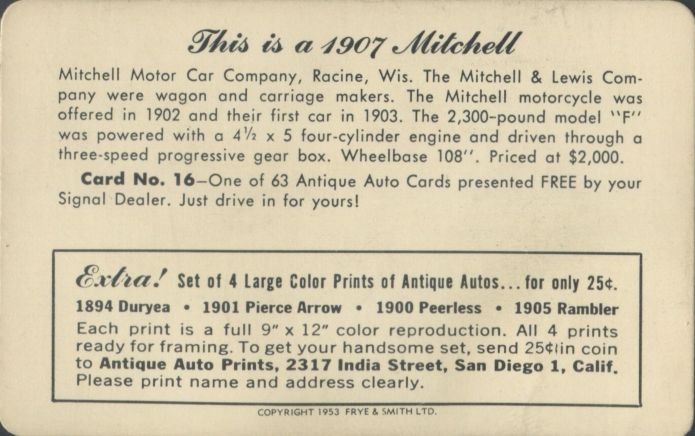 This is a 1907 Mitchell
Mitchell Motor Car Company, Racine, Wis. The Mitchell & Lewis Com-
pany were wagon and carriage makers. The Mitchell motorcycle was
offered in 1902 and their first car in 1903. The 2,300-pound model "F"
was powered with a 4½ x 5 four-cylinder engine and driven through a
three-speed progressive gear box. Wheelbase 108". Priced at $2,000.
Card No. 16—One of 63 Antique Auto Cards presented FREE by your
Signal Dealer. Just drive in for yours!
Extra! Set of 4 Large Color Prints of Antique Autos... for only 25¢.
1894 Duryea • 1901 Pierce Arrow • 1900 Peerless • 1905 Rambler
Each print is a full 9" x 12" color reproduction. All 4 prints
ready for framing. To get your handsome set, send 25¢ in coin
to Antique Auto Prints, 2317 India Street, San Diego 1, Calif.
Please print name and address clearly.
COPYRIGHT 1953 FRYE & SMITH LTD.